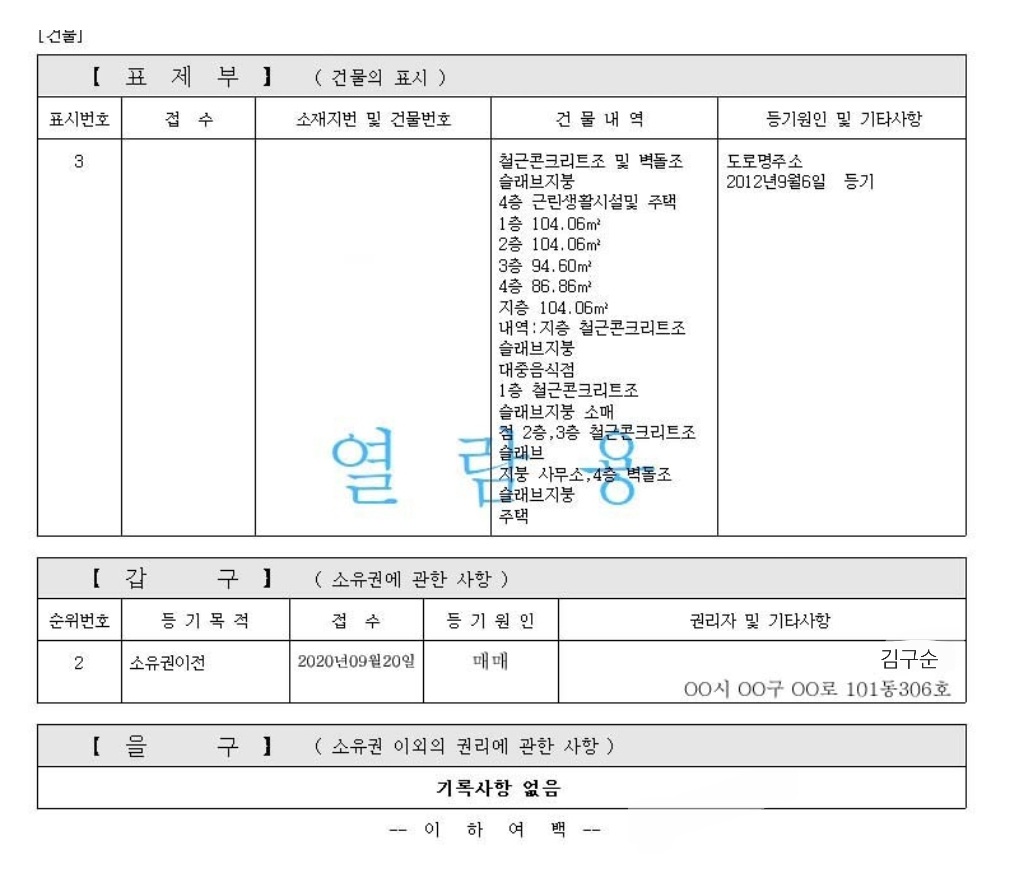 [건물]
【 표 제 부 】 ( 건물의 표시 )
표시번호 접 수 소재지번 및 건물번호 건 물 내 역 등기원인 및 기타사항
3 철근콘크리트조 및 벽돌조 도로명주소
슬래브지붕 2012년9월6일 등기
4층 근린생활시설및 주택
1층 104.06㎡
2층 104.06㎡
3층 94.60㎡
4층 86.86㎡
지층 104.06㎡
내역:지층 철근콘크리트조
슬래브지붕
대중음식점
1층 철근콘크리트조
슬래브지붕 소매
점 2층,3층 철근콘크리트조
슬래브
지붕 사무소,4층 벽돌조
슬래브지붕
주택
열 람 용
【 갑 구 】 ( 소유권에 관한 사항 )
순위번호 등 기 목 적 접 수 등 기 원 인 권리자 및 기타사항
2 소유권이전 2020년09월20일 매매 김구순
OO시 OO구 OO로 101동306호
【 을 구 】 ( 소유권 이외의 권리에 관한 사항 )
기록사항 없음
-- 이 하 여 백 --